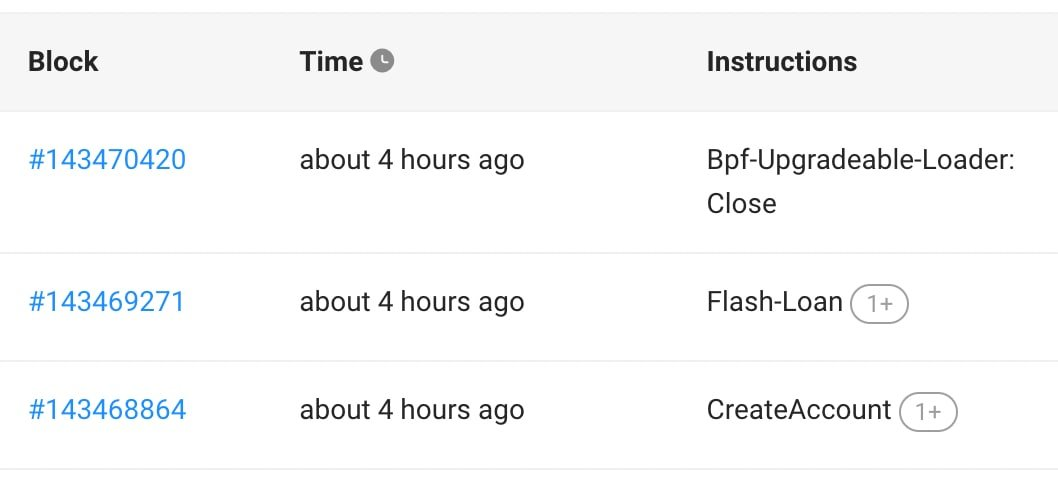 Block Time Instructions
#143470420 about 4 hours ago Bpf-Upgradeable-Loader:
Close
#143469271 about 4 hours ago Flash-Loan 1+
#143468864 about 4 hours ago CreateAccount 1+